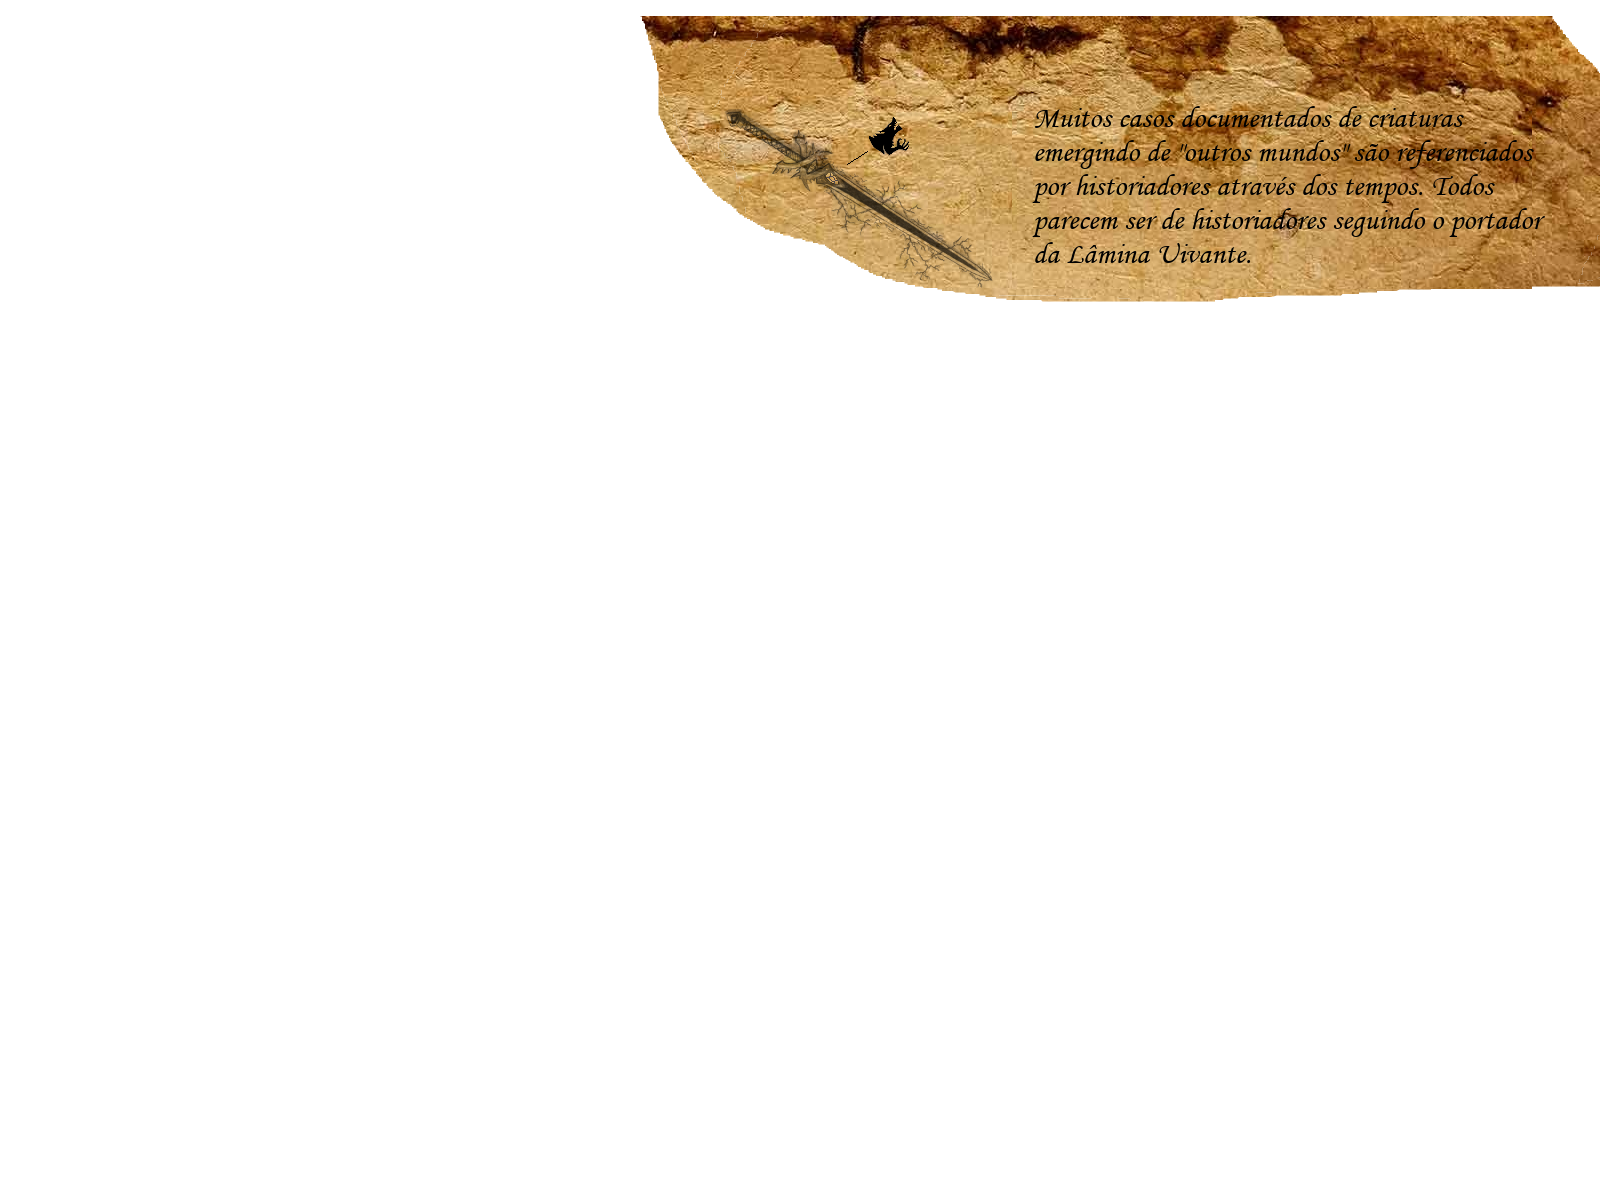 Muitos casos documentados de criaturas
emergindo de "outros mundos" são referenciados
por historiadores através dos tempos. Todos
parecem ser de historiadores seguindo o portador
da Lâmina Uivante.